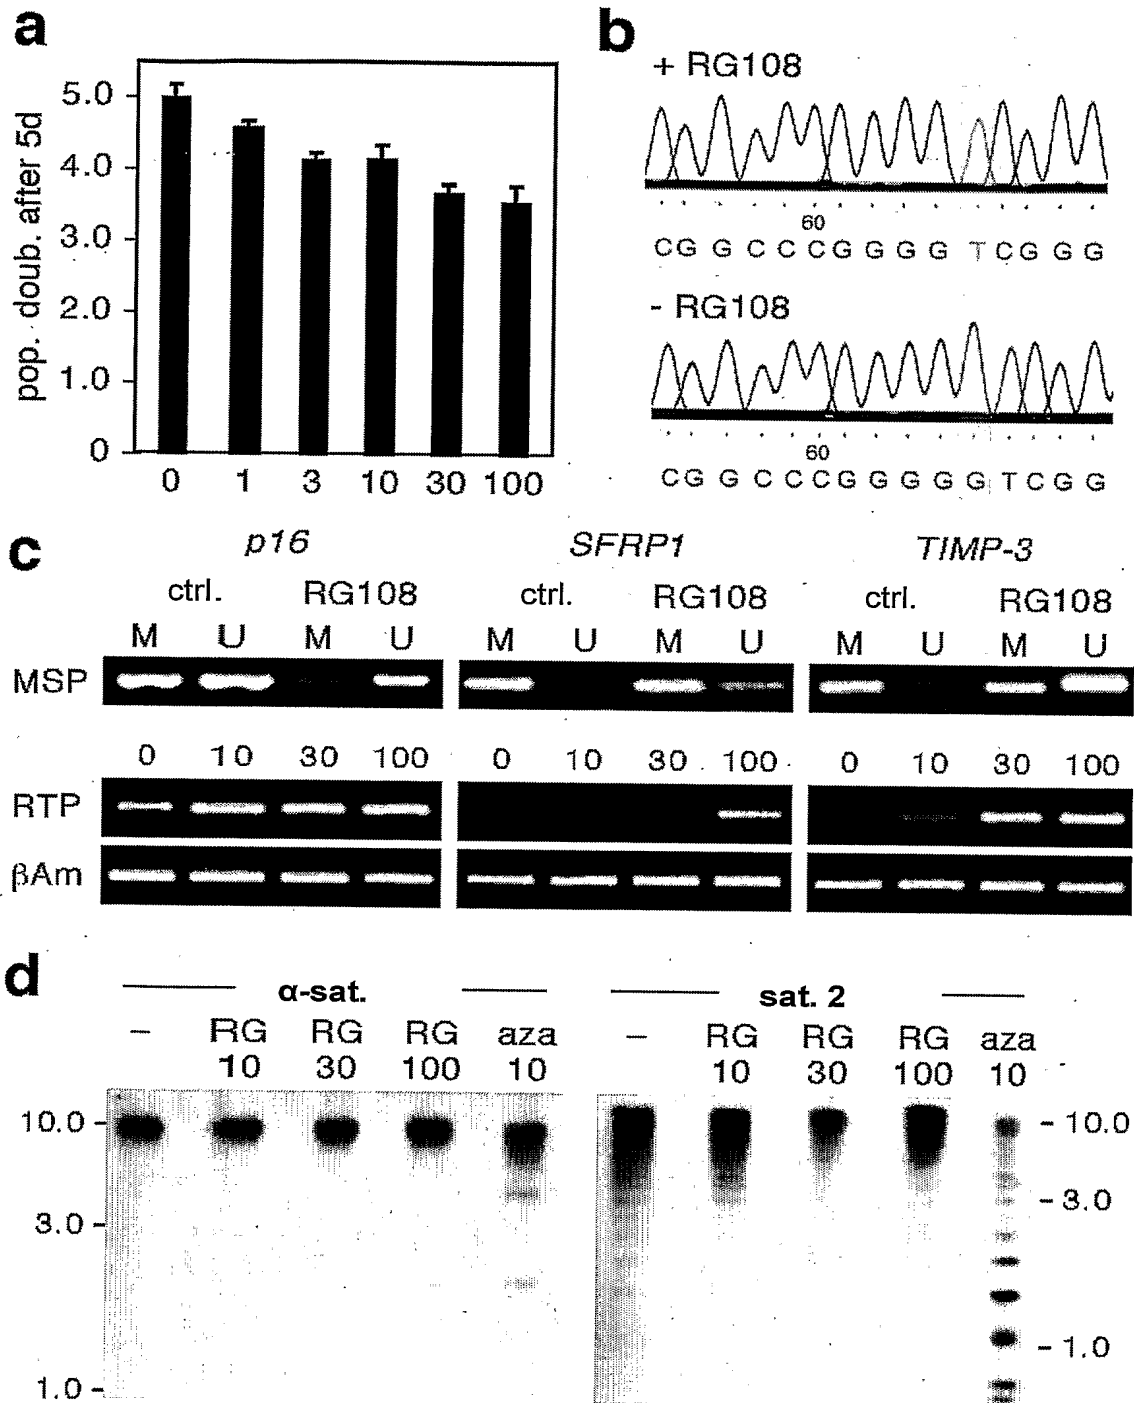 a
pop. doub. after 5d
5.0
4.0
3.0
2.0
1.0
0
0 1 3 10 30 100
b
+ RG108
60
CGGCCCGGGGTCGGG
- RG108
60
CGGCCCGGGGGTCGG
c
p16 SFRP1 TIMP-3
ctrl. RG108 ctrl. RG108 ctrl. RG108
M U M U M U M U M U M U
MSP
0 10 30 100 0 10 30 100 0 10 30 100
RTP
βAm
d
α-sat. sat. 2
– RG RG RG aza – RG RG RG aza
10 30 100 10 10 30 100 10
10.0 - - 10.0
3.0 - - 3.0
1.0 - - 1.0